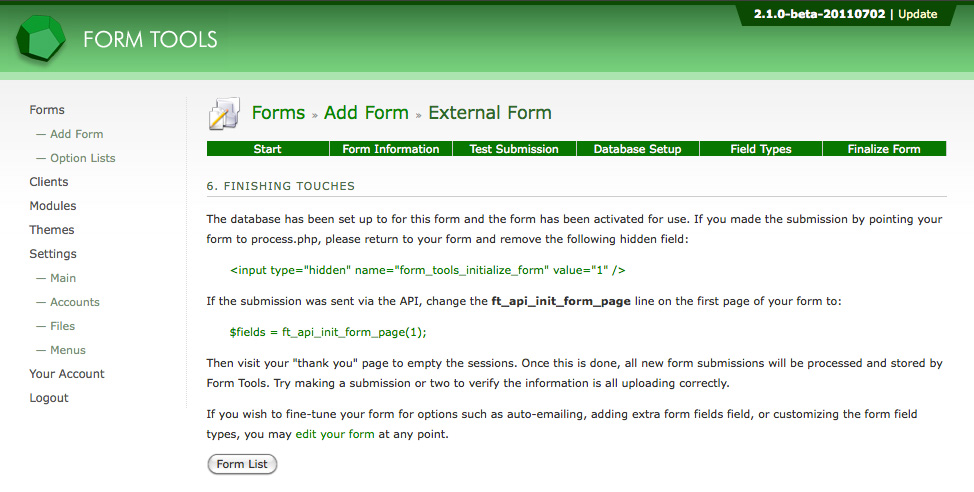 2.1.0-beta-20110702 | Update
FORM TOOLS
Forms
— Add Form
— Option Lists
Clients
Modules
Themes
Settings
— Main
— Accounts
— Files
— Menus
Your Account
Logout
Forms » Add Form » External Form
Start Form Information Test Submission Database Setup Field Types Finalize Form
6. FINISHING TOUCHES
The database has been set up to for this form and the form has been activated for use. If you made the submission by pointing your
form to process.php, please return to your form and remove the following hidden field:
<input type="hidden" name="form_tools_initialize_form" value="1" />
If the submission was sent via the API, change the ft_api_init_form_page line on the first page of your form to:
$fields = ft_api_init_form_page(1);
Then visit your "thank you" page to empty the sessions. Once this is done, all new form submissions will be processed and stored by
Form Tools. Try making a submission or two to verify the information is all uploading correctly.
If you wish to fine-tune your form for options such as auto-emailing, adding extra form fields field, or customizing the form field
types, you may edit your form at any point.
Form List